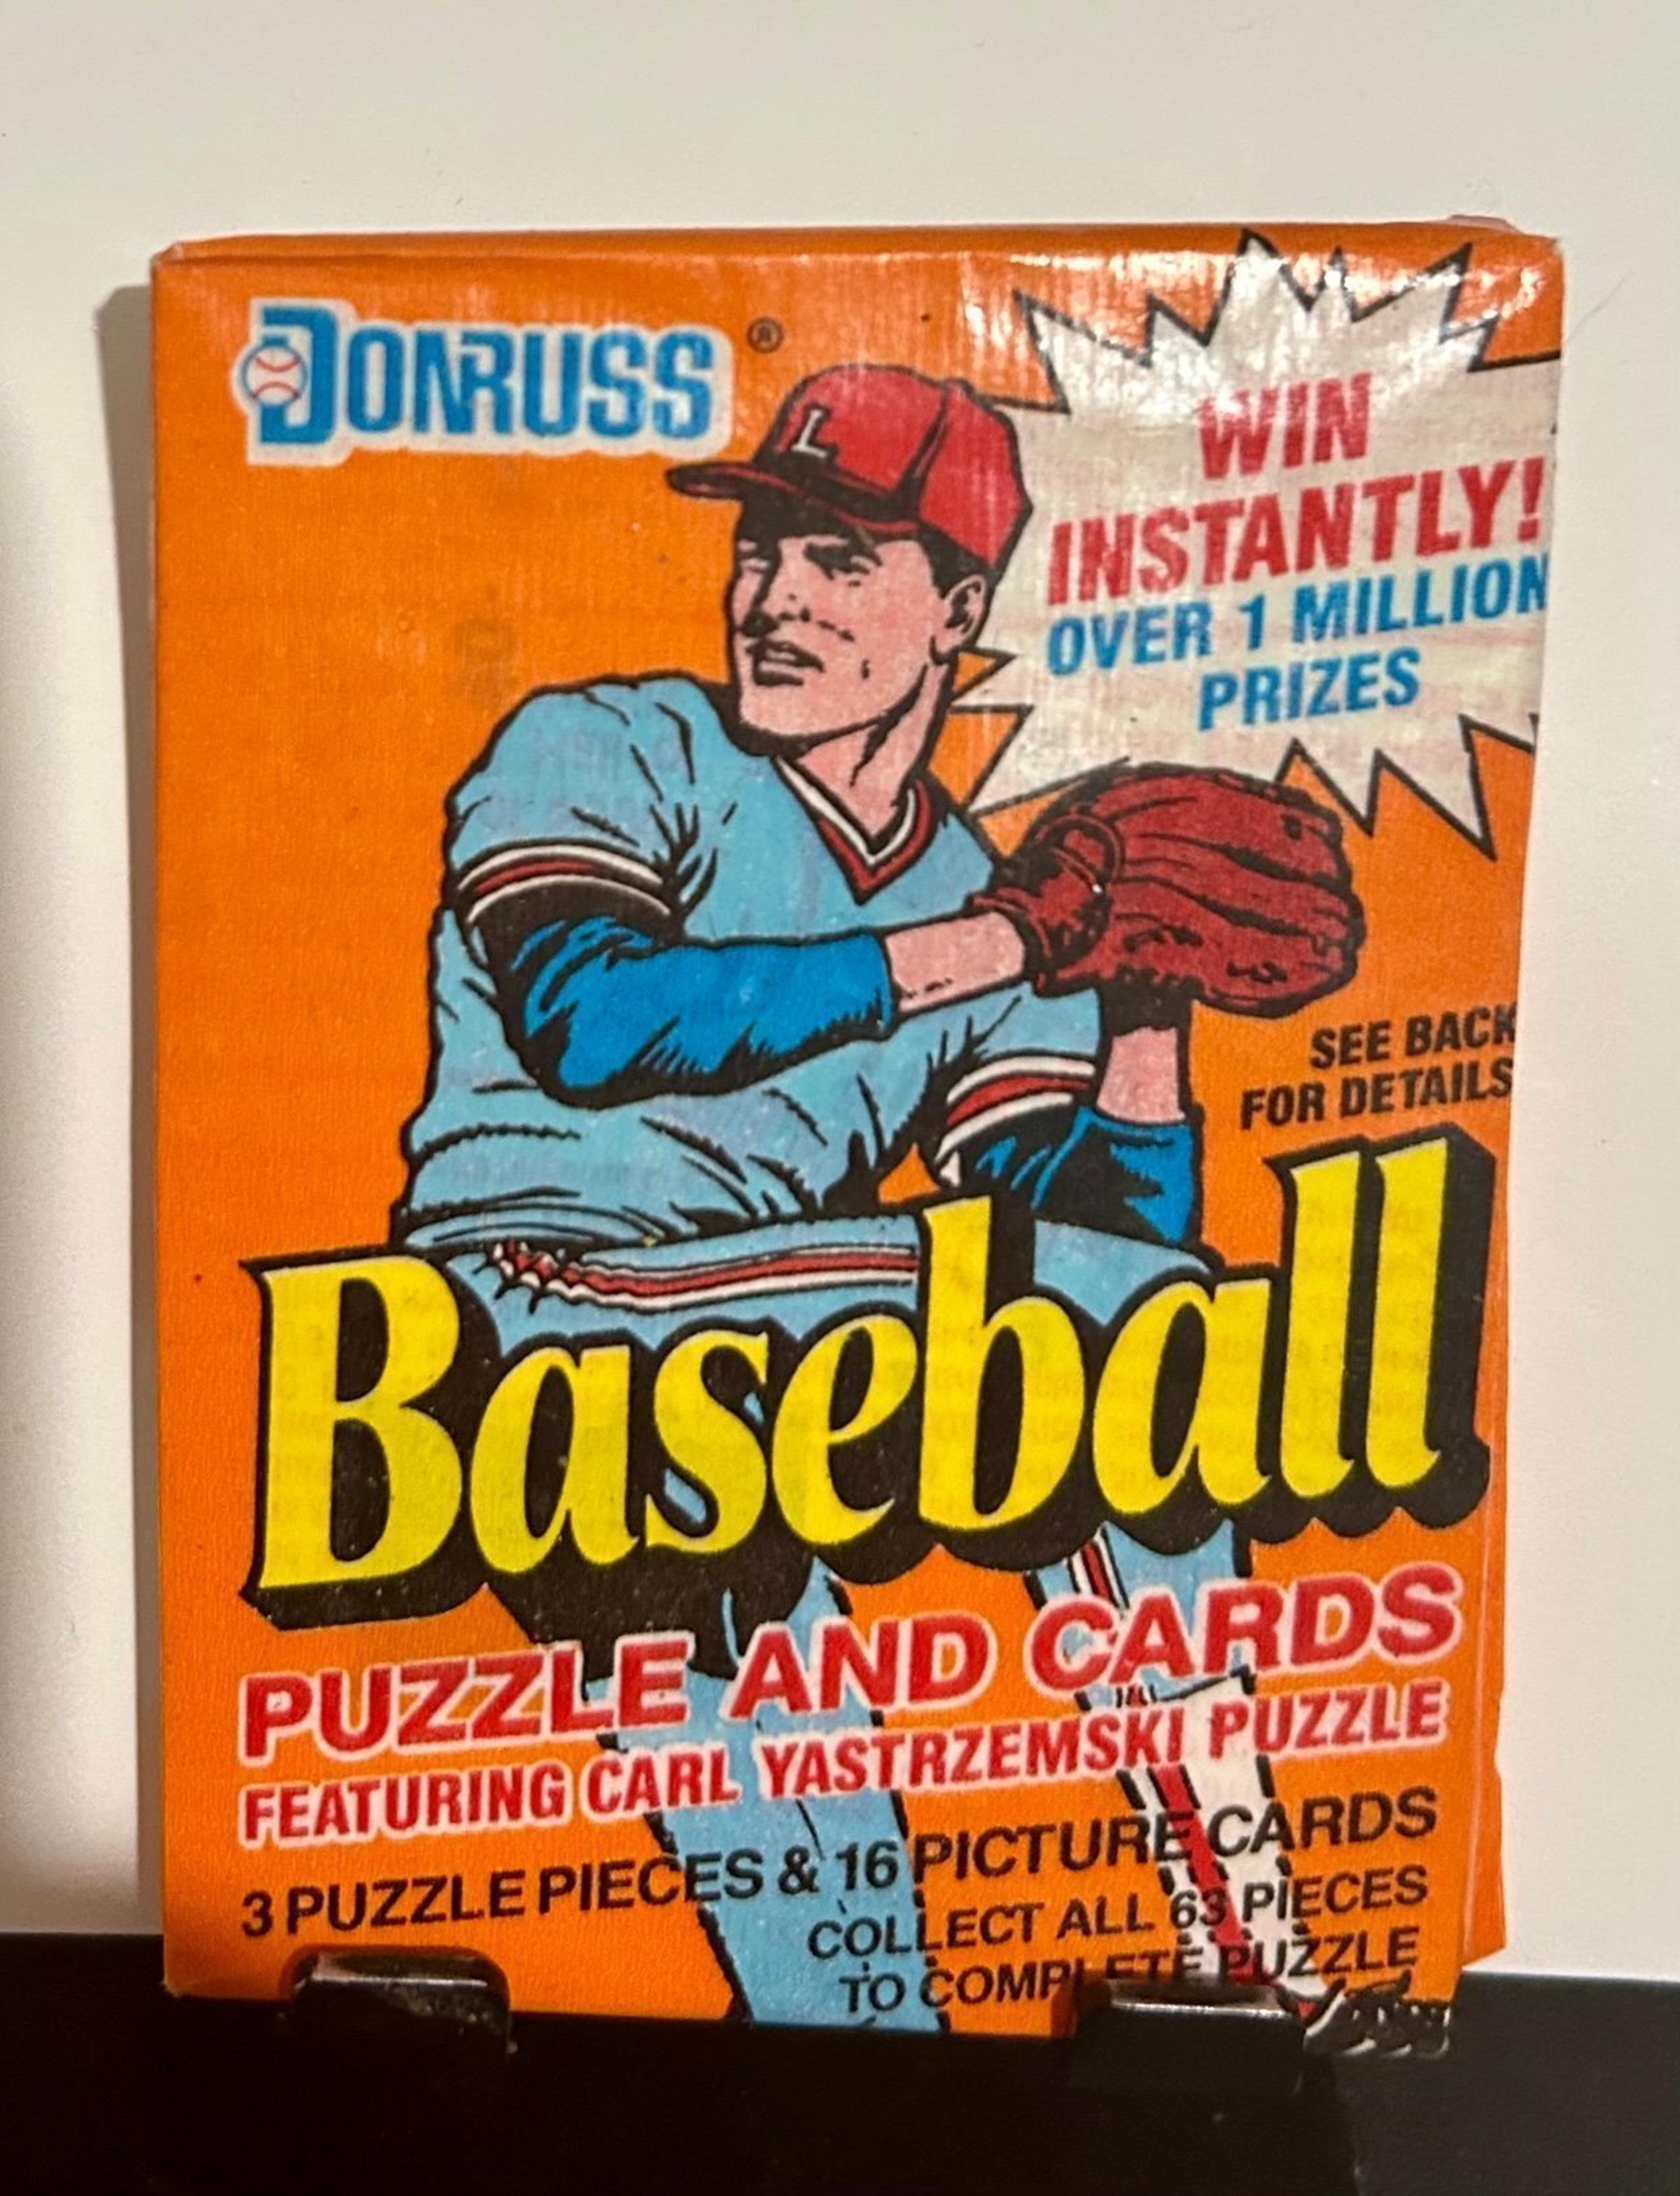 DONRUSS®
L
WIN
INSTANTLY!
OVER 1 MILLION
PRIZES
SEE BACK
FOR DETAILS
Baseball
PUZZLE AND CARDS
FEATURING CARL YASTRZEMSKI PUZZLE
3 PUZZLE PIECES & 16 PICTURE CARDS
COLLECT ALL 63 PIECES
TO COMPLETE PUZZLE